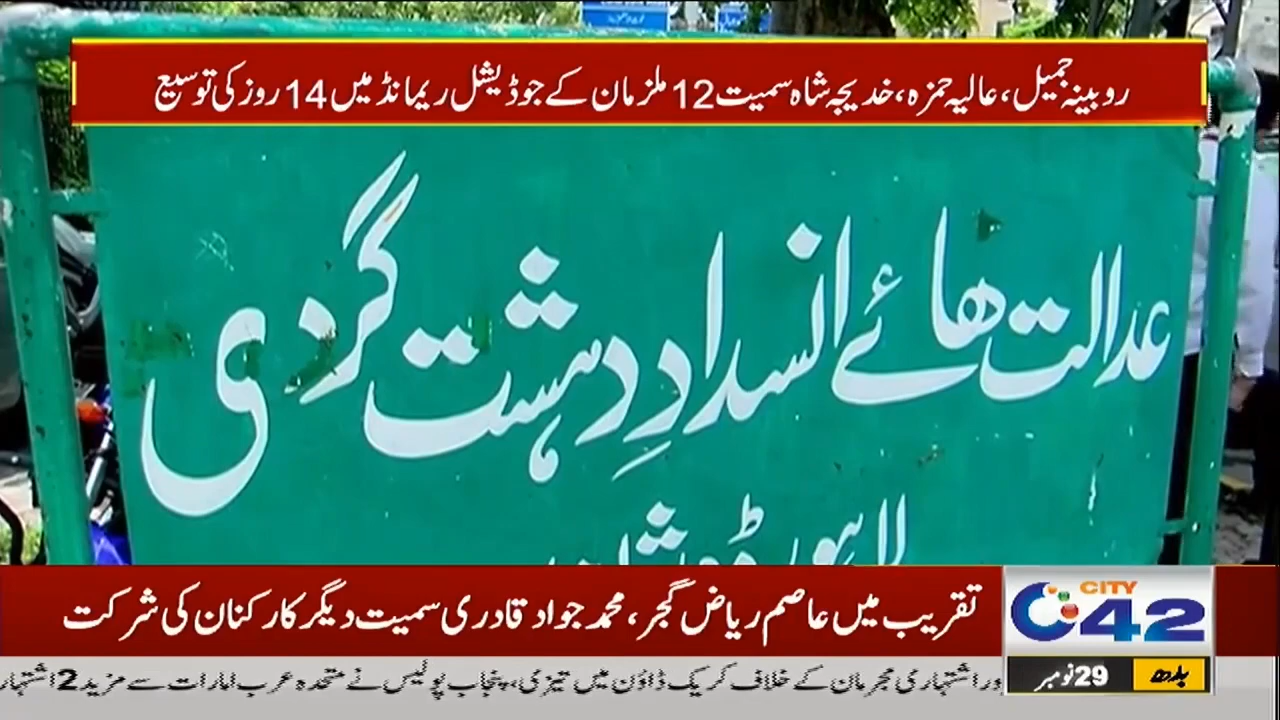 روبینہ جمیل، عالیہ حمزہ، خدیجہ شاہ سمیت 12 ملزمان کے جوڈیشل ریمانڈ میں 14 روز کی توسیع
عدالت ھائے انسدادِ دہشت گردی
لاہور
تقریب میں عاصم ریاض گجر، محمد جواد قادری سمیت دیگر کارکنان کی شرکت
CITY
42
بدھ
29 نومبر
اشتہاری مجرمان کے خلاف کریک ڈاؤن میں تیزی، پنجاب پولیس نے متحدہ عرب امارات سے مزید 2